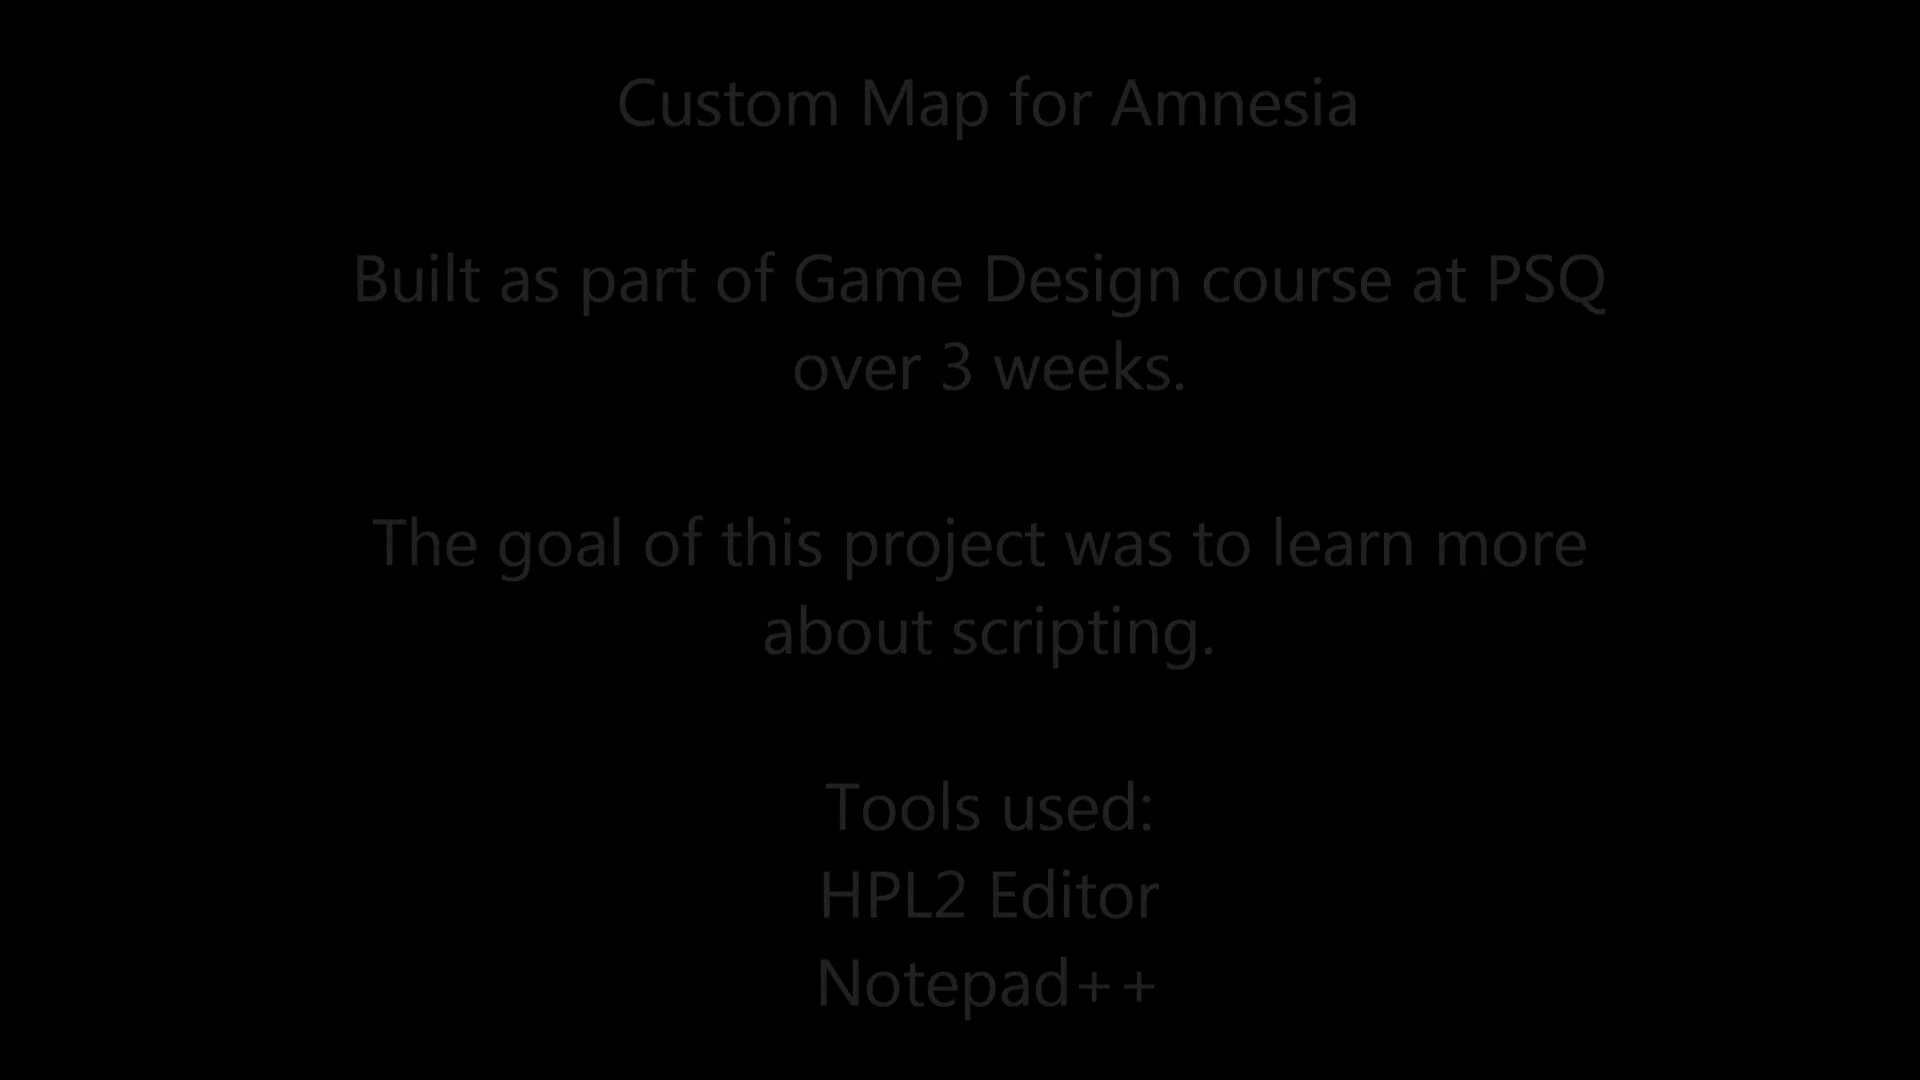 Custom Map for Amnesia
Built as part of Game Design course at PSQ
over 3 weeks.
The goal of this project was to learn more
about scripting.
Tools used:
HPL2 Editor
Notepad++